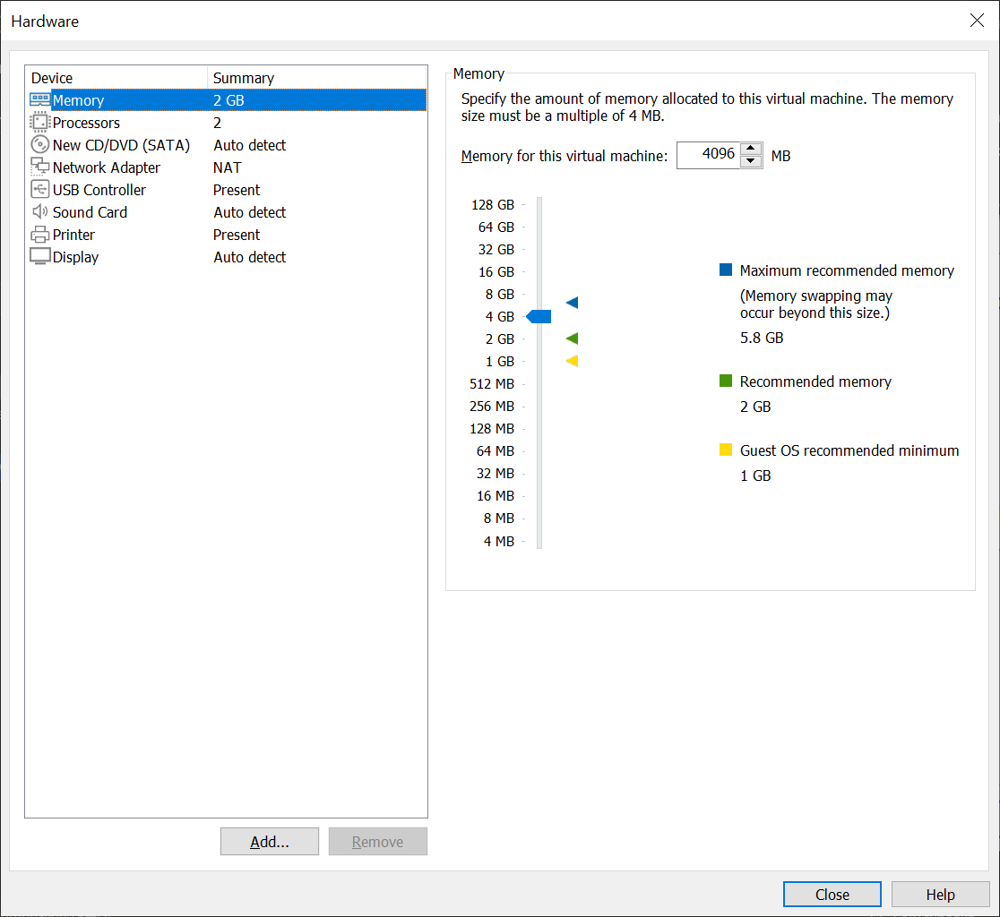 Hardware
Device Summary
Memory 2 GB
Processors 2
New CD/DVD (SATA) Auto detect
Network Adapter NAT
USB Controller Present
Sound Card Auto detect
Printer Present
Display Auto detect
Add...
Remove
Memory
Specify the amount of memory allocated to this virtual machine. The memory
size must be a multiple of 4 MB.
Memory for this virtual machine: 4096 MB
128 GB
64 GB
32 GB
16 GB
8 GB
4 GB
2 GB
1 GB
512 MB
256 MB
128 MB
64 MB
32 MB
16 MB
8 MB
4 MB
Maximum recommended memory
(Memory swapping may
occur beyond this size.)
5.8 GB
Recommended memory
2 GB
Guest OS recommended minimum
1 GB
Close
Help